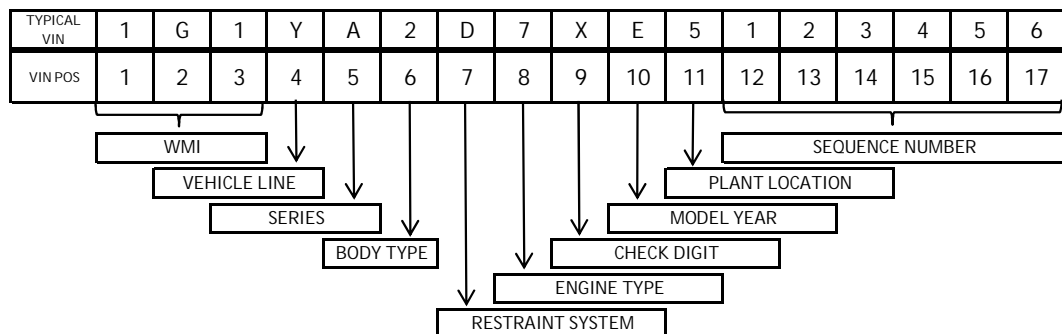 TYPICAL VIN 1 G 1 Y A 2 D 7 X E 5 1 2 3 4 5 6
VIN POS 1 2 3 4 5 6 7 8 9 10 11 12 13 14 15 16 17
WMI SEQUENCE NUMBER
VEHICLE LINE PLANT LOCATION
SERIES MODEL YEAR
BODY TYPE CHECK DIGIT
ENGINE TYPE
RESTRAINT SYSTEM